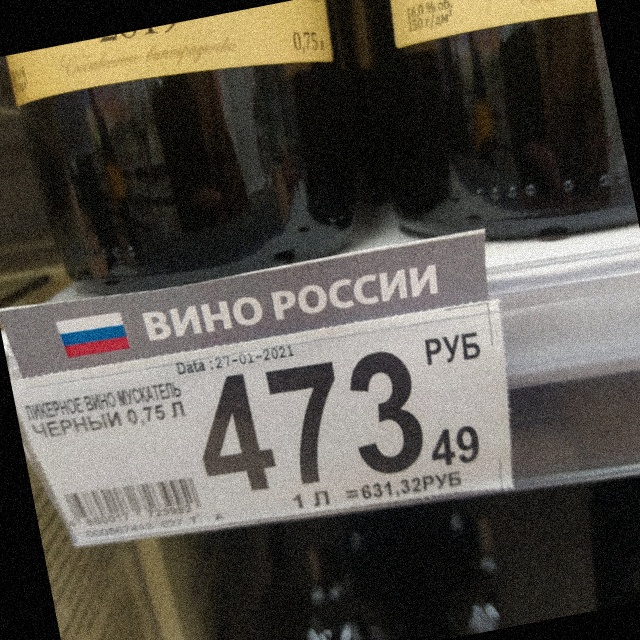 2019
0,75 л
ВИНО РОССИИ
Data : 27-01-2021
РУБ
ЛИКЕРНОЕ ВИНО МУСКАТЕЛЬ
ЧЕРНЫЙ 0,75 Л
473
49
1 Л =631,32РУБ